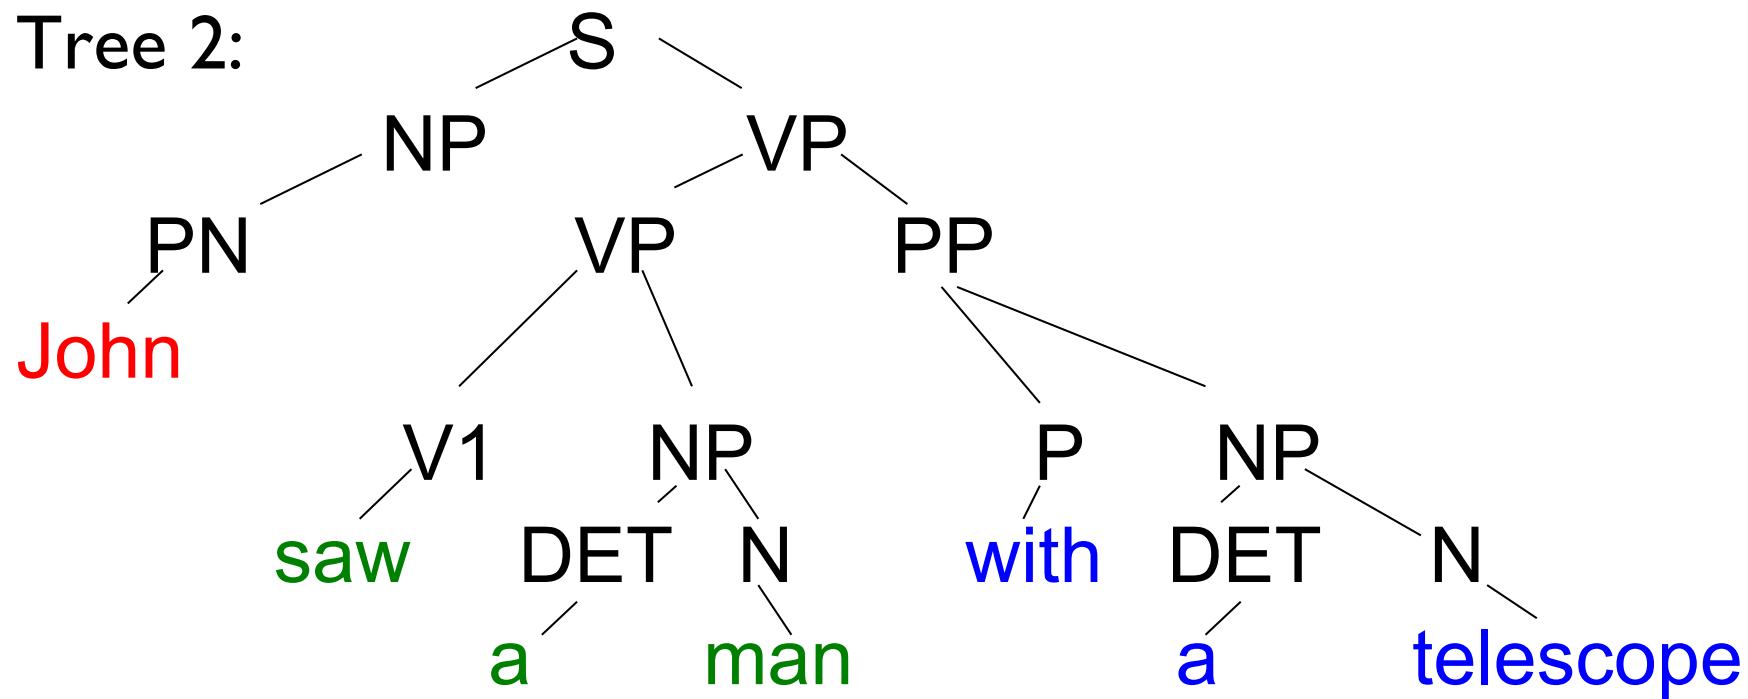 Tree 2: S
NP VP
PN VP PP
John
V1 NP P NP
saw DET N with DET N
a man a telescope